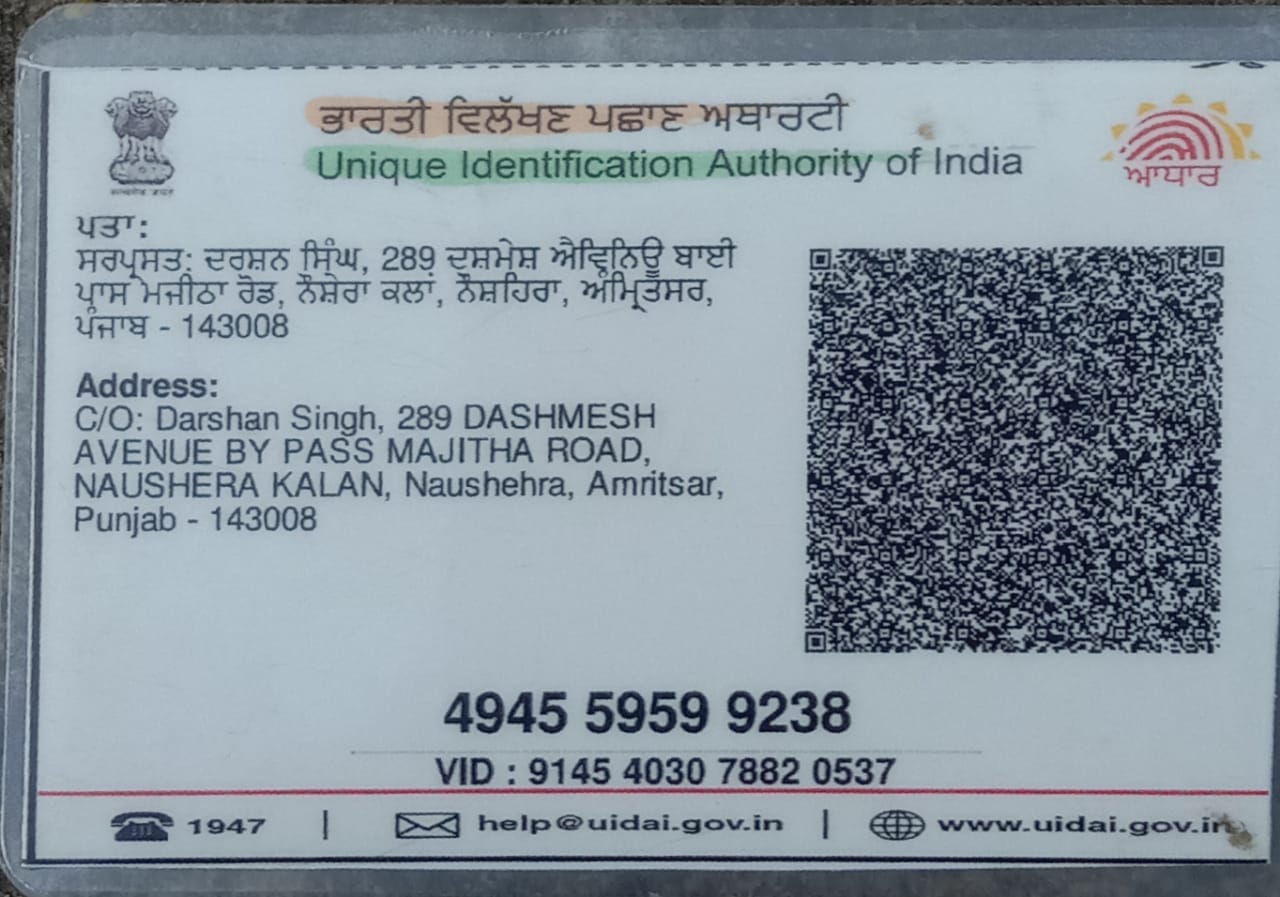 ਭਾਰਤੀ ਵਿਲੱਖਣ ਪਛਾਣ ਅਥਾਰਟੀ
Unique Identification Authority of India
ਆਧਾਰ
ਪਤਾ:
ਸਰਪ੍ਰਸਤ: ਦਰਸ਼ਨ ਸਿੰਘ, 289 ਦਸ਼ਮੇਸ਼ ਐਵਿਨਿਊ ਬਾਈ
ਪਾਸ ਮਜੀਠਾ ਰੋਡ, ਨੌਸ਼ੇਰਾ ਕਲਾਂ, ਨੌਸ਼ਹਿਰਾ, ਅੰਮ੍ਰਿਤਸਰ,
ਪੰਜਾਬ - 143008
Address:
C/O: Darshan Singh, 289 DASHMESH
AVENUE BY PASS MAJITHA ROAD,
NAUSHERA KALAN, Naushehra, Amritsar,
Punjab - 143008
4945 5959 9238
VID : 9145 4030 7882 0537
1947 | help@uidai.gov.in | www.uidai.gov.in